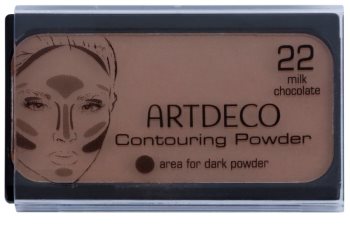 22
milk
chocolate
ARTDECO
Contouring Powder
area for dark powder